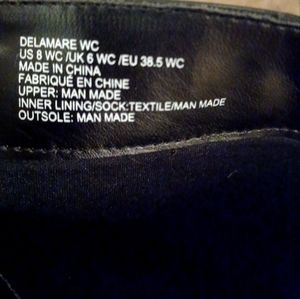 DELAMARE WC
US 8 WC /UK 6 WC /EU 38.5 WC
MADE IN CHINA
FABRIQUÉ EN CHINE
UPPER: MAN MADE
INNER LINING/SOCK:TEXTILE/MAN MADE
OUTSOLE: MAN MADE